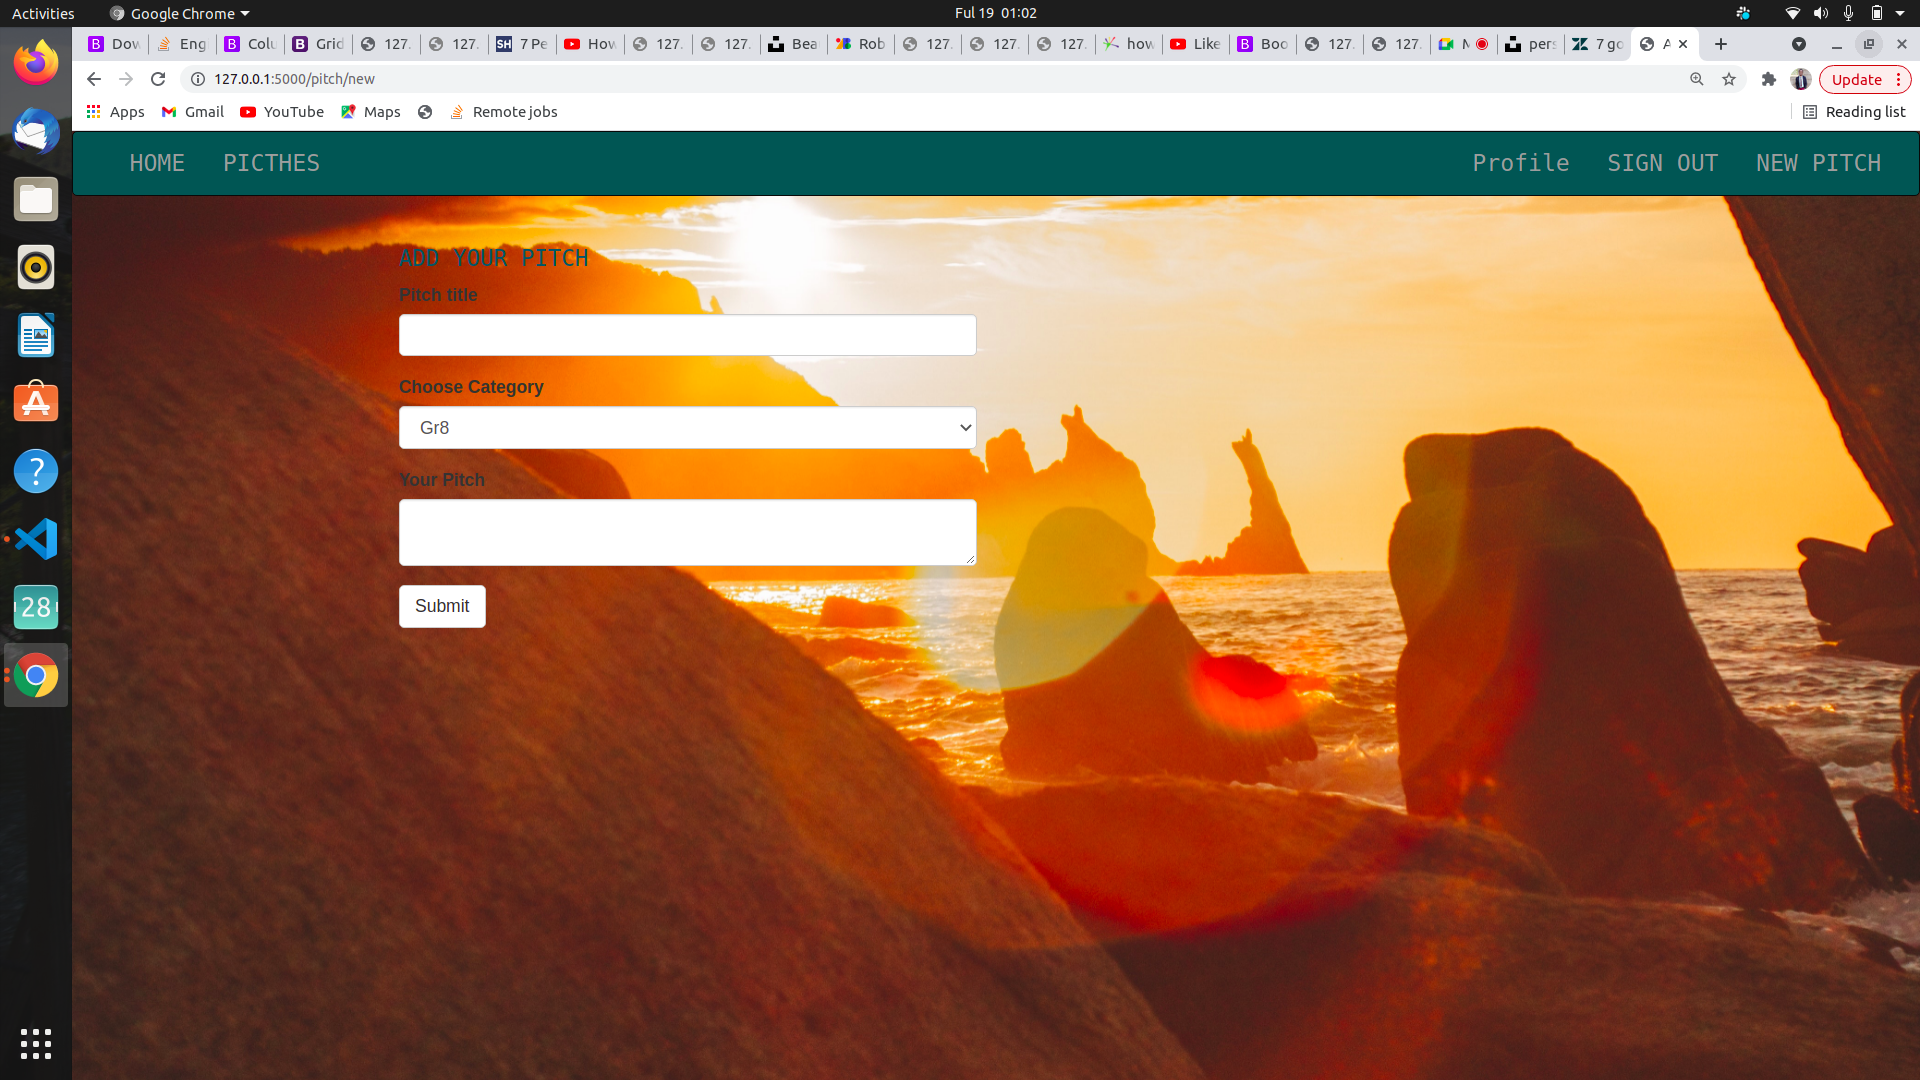 Activities Google Chrome Ful 19 01:02
Dow Eng Colu Grid 127. 127. SH 7 Pe How 127. 127. Bea Rob 127. 127. 127. how Like Boo 127. 127. M pers 7 go A
127.0.0.1:5000/pitch/new Update
Apps Gmail YouTube Maps Remote jobs Reading list
HOME PICTHES Profile SIGN OUT NEW PITCH
ADD YOUR PITCH
Pitch title
Choose Category
Gr8
Your Pitch
Submit
28